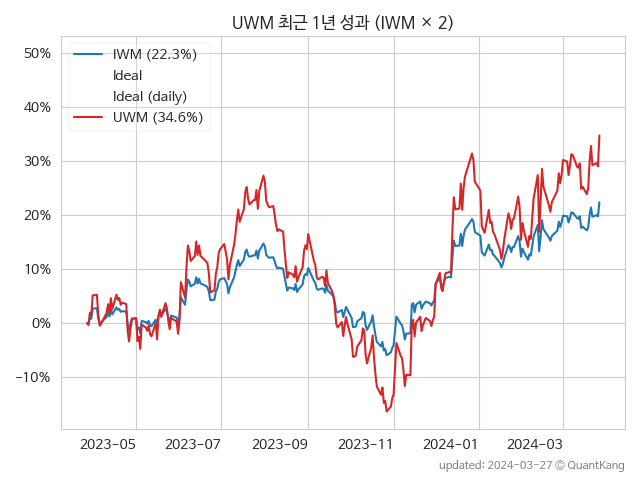 UWM 최근 1년 성과 (IWM × 2)
IWM (22.3%)
Ideal
Ideal (daily)
UWM (34.6%)
50%
40%
30%
20%
10%
0%
−10%
2023-05 2023-07 2023-09 2023-11 2024-01 2024-03
updated: 2024-03-27 © QuantKang